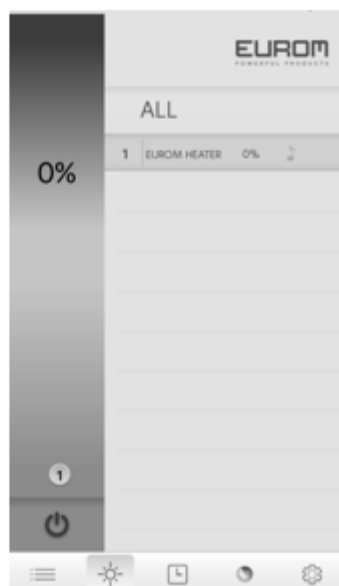 EUROM
POWERFUL PRODUCTS
ALL
1 EUROM HEATER 0%
0%
1